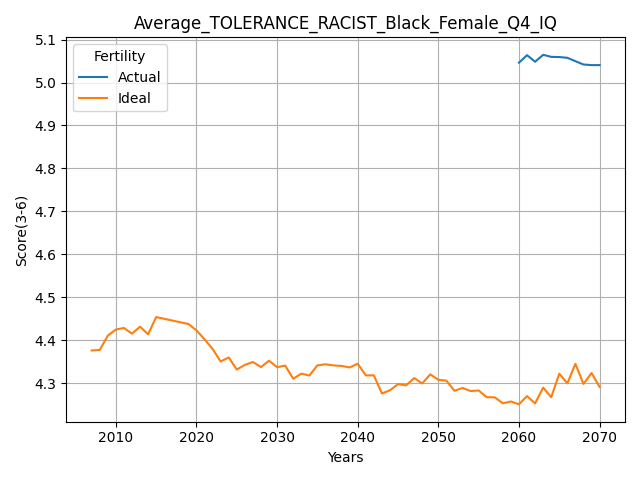 Average_TOLERANCE_RACIST_Black_Female_Q4_IQ
Fertility
Actual
Ideal
Score(3-6)
5.1
5.0
4.9
4.8
4.7
4.6
4.5
4.4
4.3
2010 2020 2030 2040 2050 2060 2070
Years